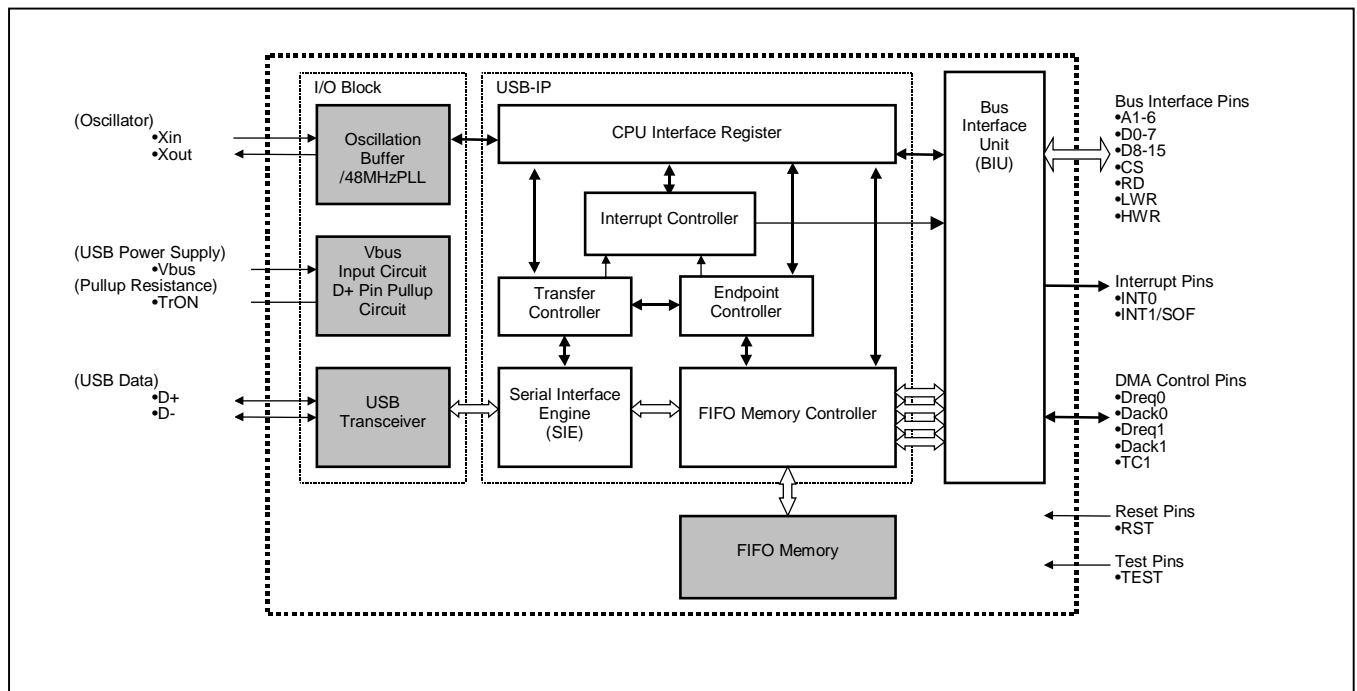 I/O Block
USB-IP
(Oscillator)
•Xin
•Xout
Oscillation
Buffer
/48MHzPLL
CPU Interface Register
Bus
Interface
Unit
(BIU)
Bus Interface Pins
•A1-6
•D0-7
•D8-15
•CS
•RD
•LWR
•HWR
Interrupt Controller
(USB Power Supply)
•Vbus
(Pullup Resistance)
•TrON
Vbus
Input Circuit
D+ Pin Pullup
Circuit
Transfer
Controller
Endpoint
Controller
Interrupt Pins
•INT0
•INT1/SOF
(USB Data)
•D+
•D-
USB
Transceiver
Serial Interface
Engine
(SIE)
FIFO Memory Controller
DMA Control Pins
•Dreq0
•Dack0
•Dreq1
•Dack1
•TC1
FIFO Memory
Reset Pins
•RST
Test Pins
•TEST